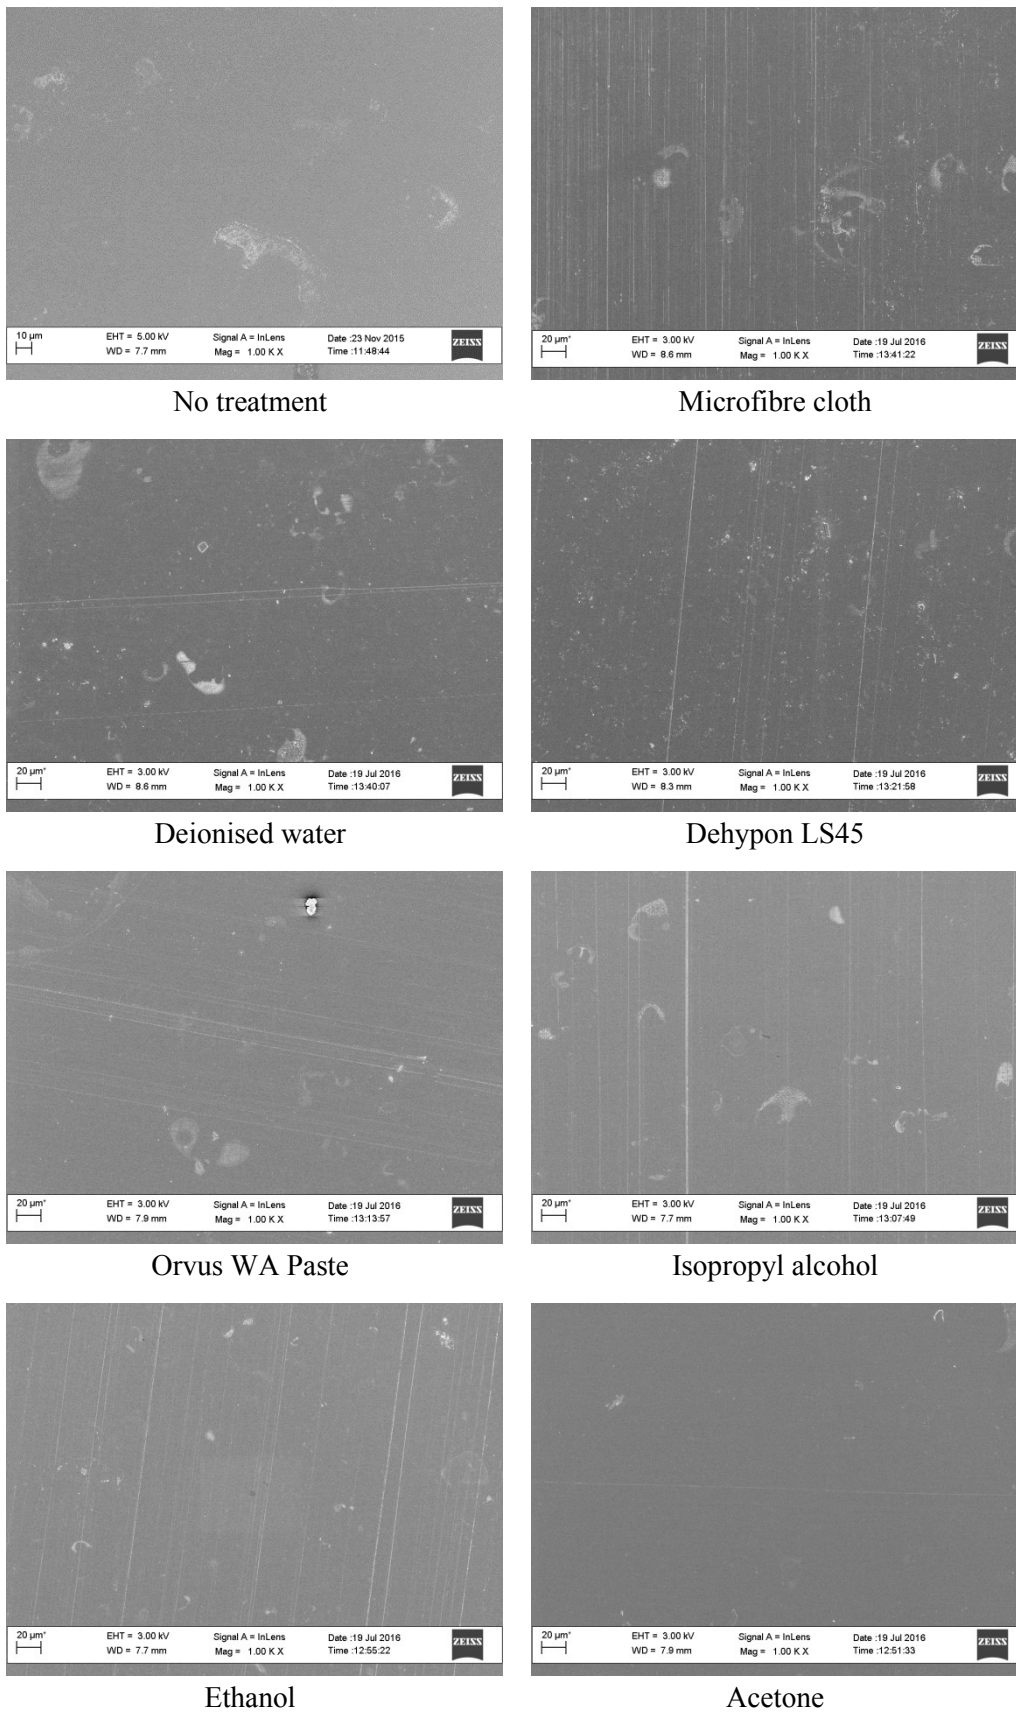 10 µm
EHT = 5.00 kV
WD = 7.7 mm
Signal A = InLens
Mag = 1.00 K X
Date :23 Nov 2015
Time :11:48:44
ZEISS
20 µm*
EHT = 3.00 kV
WD = 8.6 mm
Signal A = InLens
Mag = 1.00 K X
Date :19 Jul 2016
Time :13:41:22
ZEISS
No treatment
Microfibre cloth
20 µm*
EHT = 3.00 kV
WD = 8.6 mm
Signal A = InLens
Mag = 1.00 K X
Date :19 Jul 2016
Time :13:40:07
ZEISS
20 µm*
EHT = 3.00 kV
WD = 8.3 mm
Signal A = InLens
Mag = 1.00 K X
Date :19 Jul 2016
Time :13:21:58
ZEISS
Deionised water
Dehypon LS45
20 µm*
EHT = 3.00 kV
WD = 7.9 mm
Signal A = InLens
Mag = 1.00 K X
Date :19 Jul 2016
Time :13:13:57
ZEISS
20 µm*
EHT = 3.00 kV
WD = 7.7 mm
Signal A = InLens
Mag = 1.00 K X
Date :19 Jul 2016
Time :13:07:49
ZEISS
Orvus WA Paste
Isopropyl alcohol
20 µm*
EHT = 3.00 kV
WD = 7.7 mm
Signal A = InLens
Mag = 1.00 K X
Date :19 Jul 2016
Time :12:55:22
ZEISS
20 µm*
EHT = 3.00 kV
WD = 7.9 mm
Signal A = InLens
Mag = 1.00 K X
Date :19 Jul 2016
Time :12:51:33
ZEISS
Ethanol
Acetone